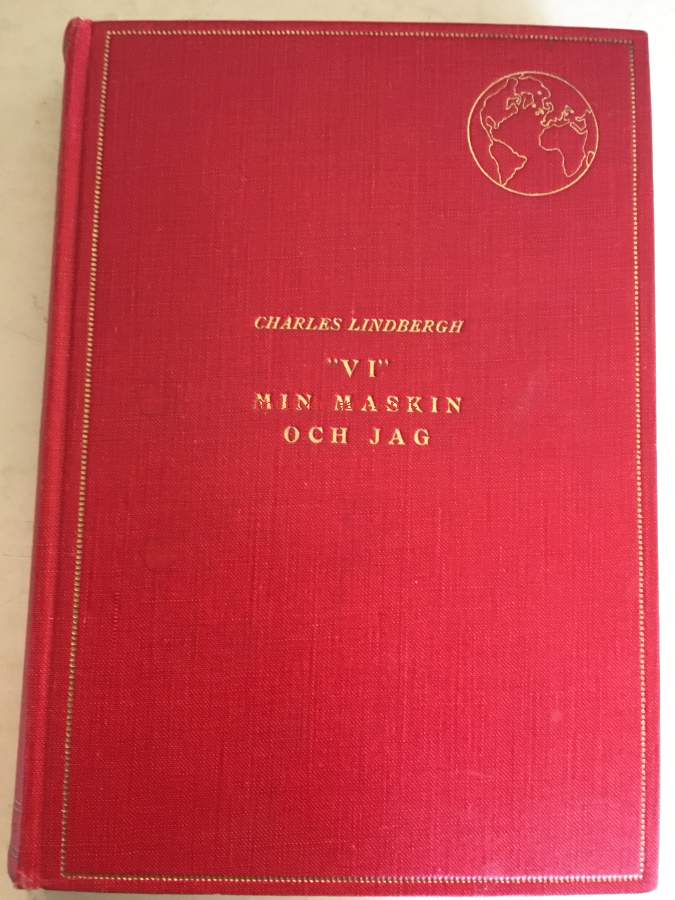 CHARLES LINDBERGH
"VI"
MIN MASKIN
OCH JAG